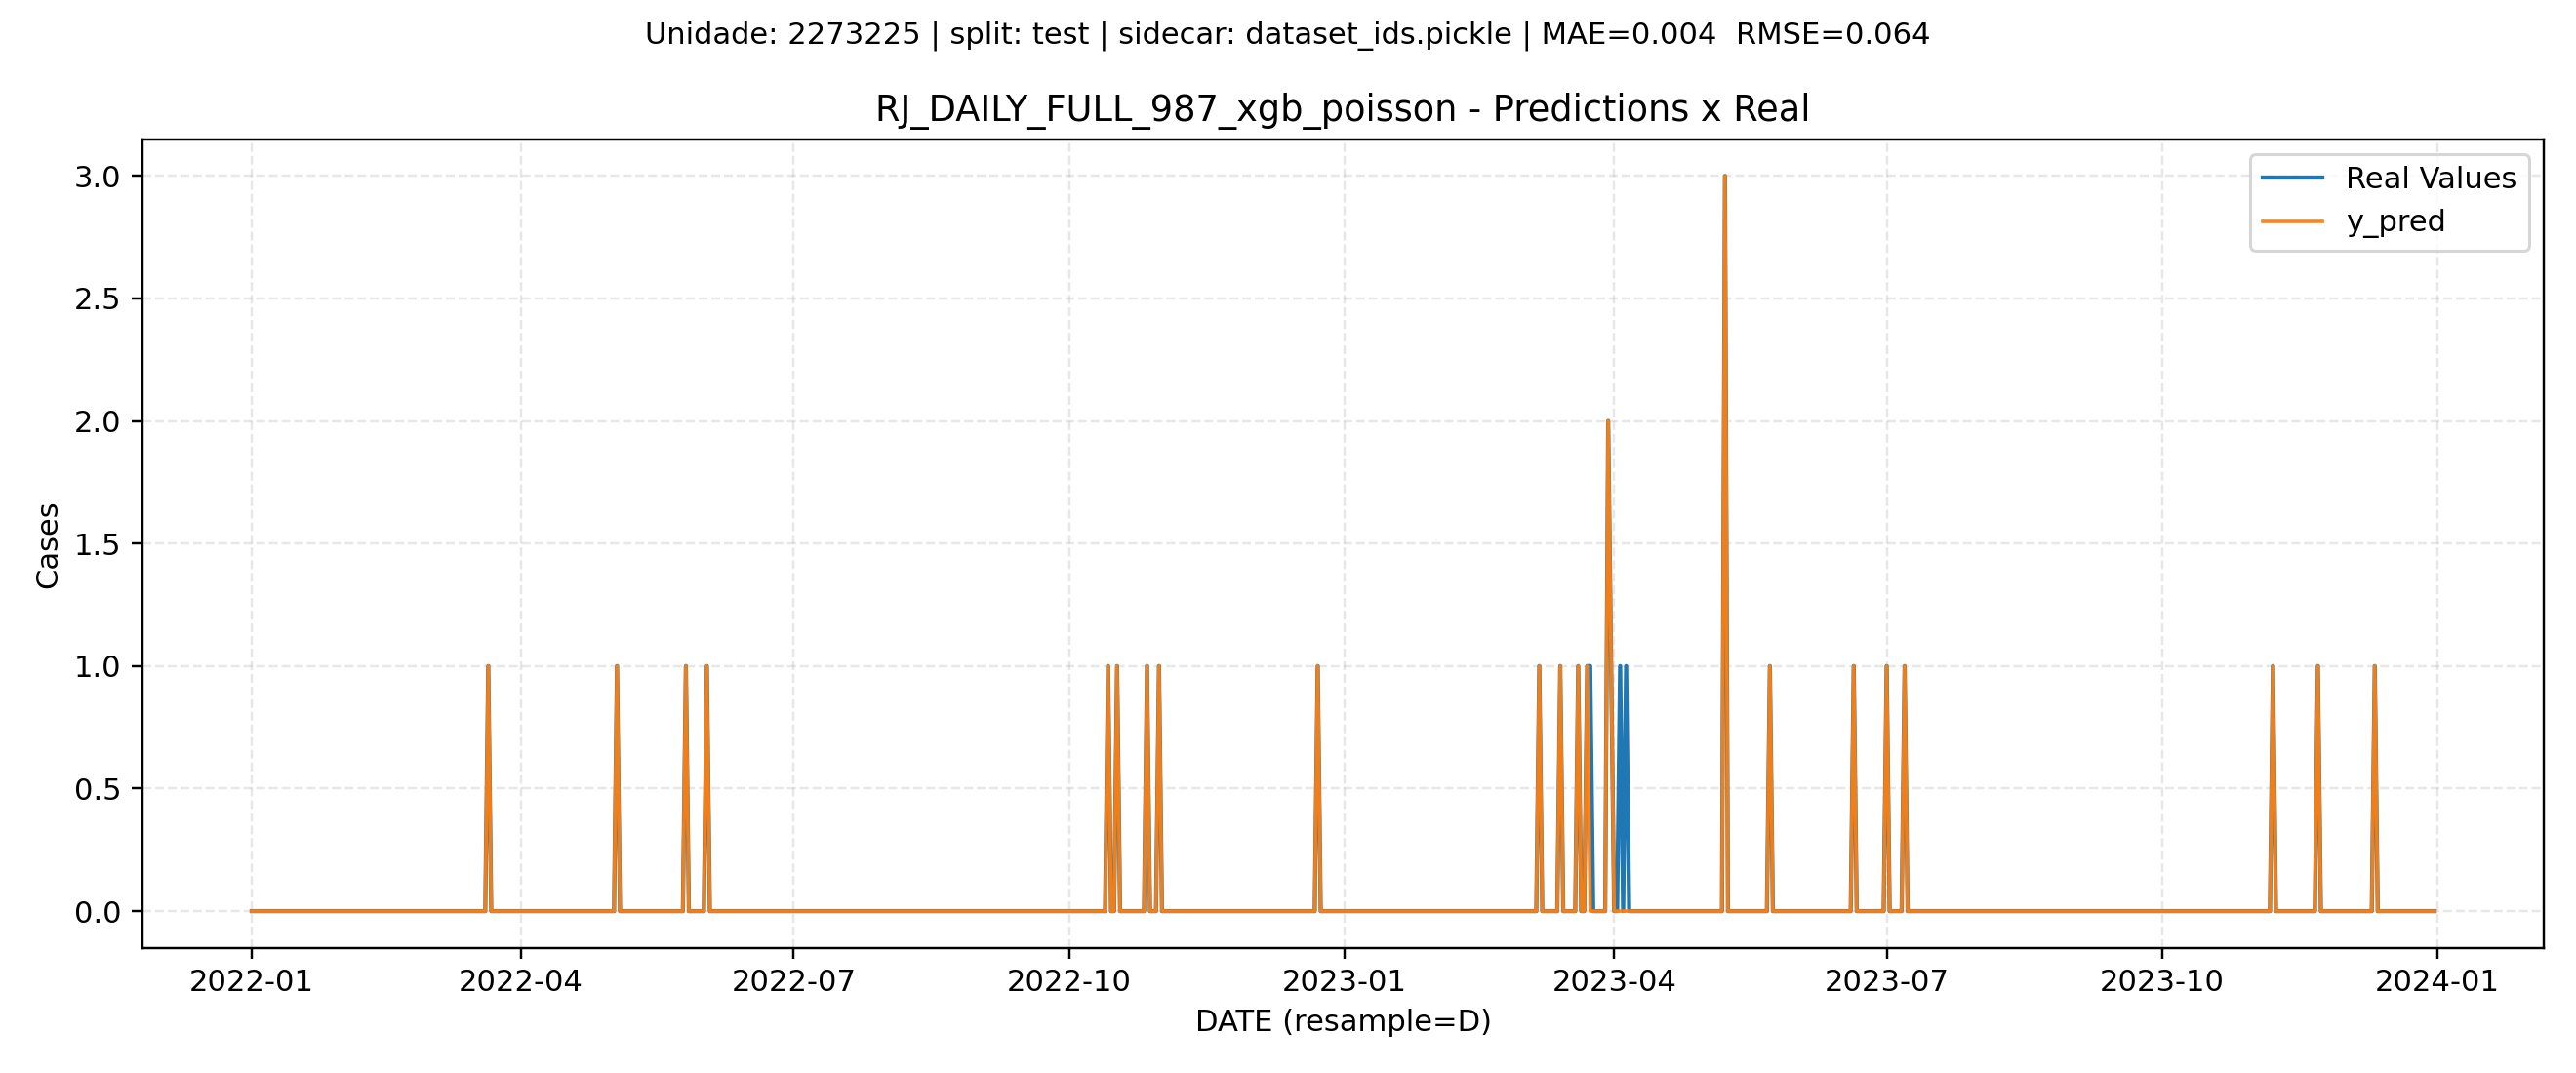 Unidade: 2273225 | split: test | sidecar: dataset_ids.pickle | MAE=0.004  RMSE=0.064
RJ_DAILY_FULL_987_xgb_poisson - Predictions x Real
Real Values
y_pred
3.0
2.5
2.0
1.5
1.0
0.5
0.0
Cases
2022-01
2022-04
2022-07
2022-10
2023-01
2023-04
2023-07
2023-10
2024-01
DATE (resample=D)